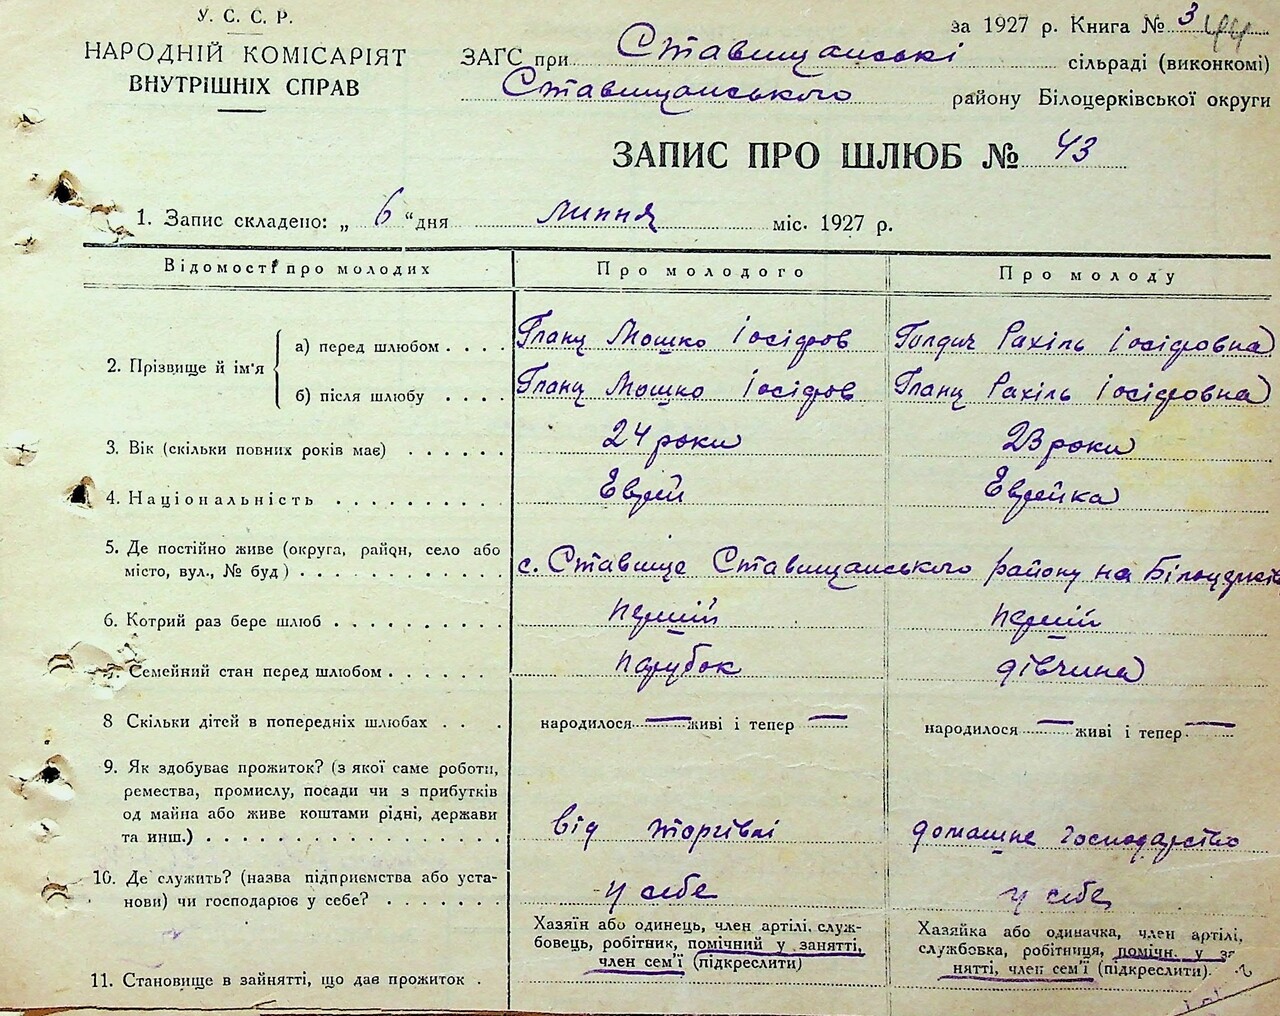 У. С. С. Р.
НАРОДНІЙ КОМІСАРІЯТ
ВНУТРІШНІХ СПРАВ
за 1927 р. Книга № 3 44
ЗАГС при Ставищанські сільраді (виконкомі)
Ставищанського району Білоцерківської округи
ЗАПИС ПРО ШЛЮБ № 43
1. Запис складено: „ 6 “ дня липня міс. 1927 р.
Відомості про молодих Про молодого Про молоду
2. Прізвище й ім'я
а) перед шлюбом . . . . Гланц Мошко Іосіфов Голдич Рахіль Іосіфовна
б) після шлюбу . . . . Гланц Мошко Іосіфов Гланц Рахіль Іосіфовна
3. Вік (скільки повних років має) . . . . . . 24 роки 23 роки
4. Національність . . . . . . . . Еврей Еврейка
5. Де постійно живе (округа, район, село або
місто, вул., № буд) . . . . . . . . . . . с. Ставище Ставищанського району на Білоцерків
6. Котрий раз бере шлюб . . . . . . . . . . перший перший
Семейний стан перед шлюбом . . . . . . парубок дівчина
8 Скільки дітей в попередніх шлюбах . . . народилося — живі і тепер — народилося — живі і тепер —
9. Як здобуває прожиток? (з якої саме роботи,
ремества, промислу, посади чи з прибутків
од майна або живе коштами рідні, держави
та инш.) . . . . . . . . . . . . . . . . від торгівлі домашнє господарство
10. Де служить? (назва підприємства або уста-
нови) чи господарює у себе? . . . . . . . у себе у себе
11. Становище в зайнятті, що дає прожиток .
Хазяїн або одинець, член артілі, служ-
бовець, робітник, помічний у занятті,
член сем'ї (підкреслити)
Хазяйка або одиначка, член артілі,
службовка, робітниця, помічн. у за
нятті, член сем'ї (підкреслити).